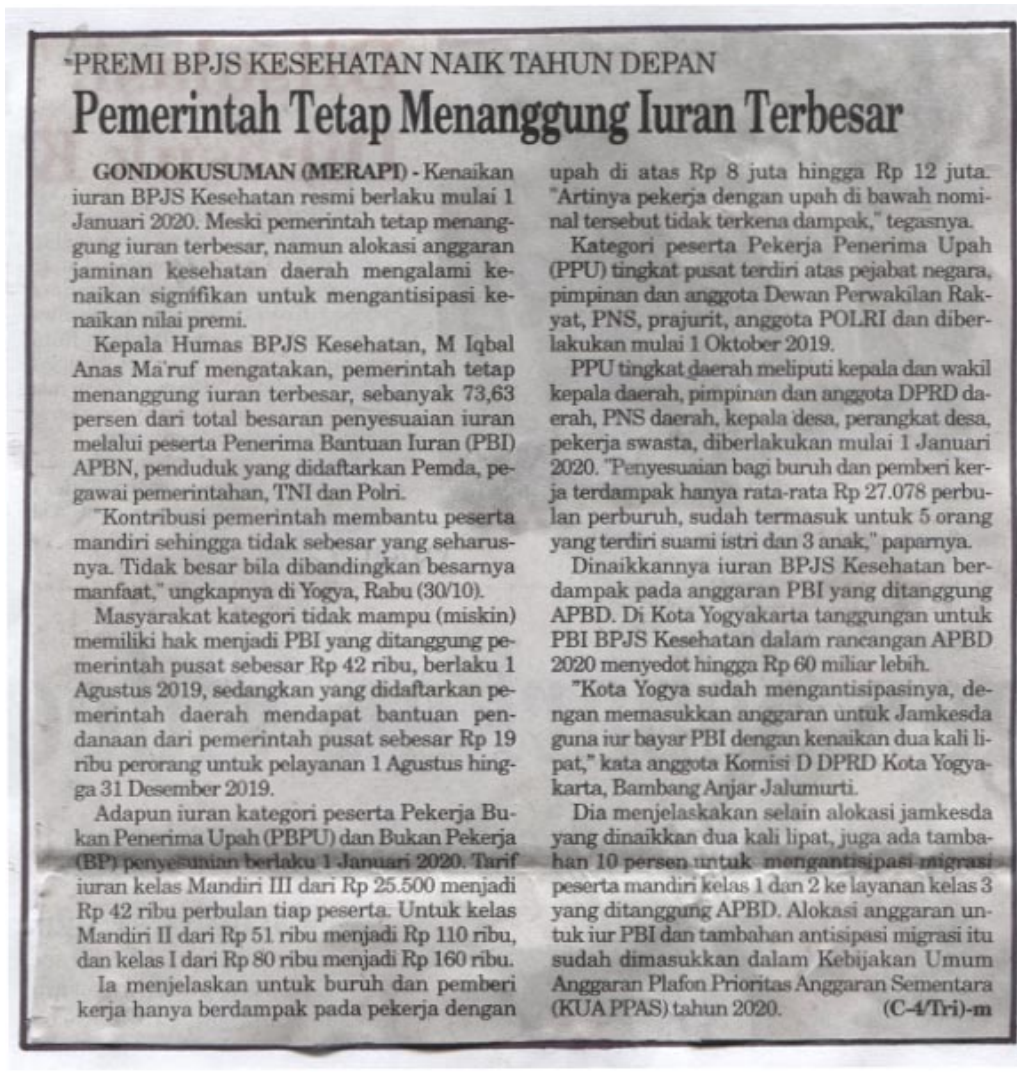 PREMI BPJS KESEHATAN NAIK TAHUN DEPAN
Pemerintah Tetap Menanggung Iuran Terbesar
GONDOKUSUMAN (MERAPI) - Kenaikan
iuran BPJS Kesehatan resmi berlaku mulai 1
Januari 2020. Meski pemerintah tetap menang-
gung iuran terbesar, namun alokasi anggaran
jaminan kesehatan daerah mengalami ke-
naikan signifikan untuk mengantisipasi ke-
naikan nilai premi.
Kepala Humas BPJS Kesehatan, M Iqbal
Anas Ma'ruf mengatakan, pemerintah tetap
menanggung iuran terbesar, sebanyak 73,63
persen dari total besaran penyesuaian iuran
melalui peserta Penerima Bantuan Iuran (PBI)
APBN, penduduk yang didaftarkan Pemda, pe-
gawai pemerintahan, TNI dan Polri.
"Kontribusi pemerintah membantu peserta
mandiri sehingga tidak sebesar yang seharus-
nya. Tidak besar bila dibandingkan besarnya
manfaat," ungkapnya di Yogya, Rabu (30/10).
Masyarakat kategori tidak mampu (miskin)
memiliki hak menjadi PBI yang ditanggung pe-
merintah pusat sebesar Rp 42 ribu, berlaku 1
Agustus 2019, sedangkan yang didaftarkan pe-
merintah daerah mendapat bantuan pen-
danaan dari pemerintah pusat sebesar Rp 19
ribu perorang untuk pelayanan 1 Agustus hing-
ga 31 Desember 2019.
Adapun iuran kategori peserta Pekerja Bu-
kan Penerima Upah (PBPU) dan Bukan Pekerja
(BP) penyesuaian berlaku 1 Januari 2020. Tarif
iuran kelas Mandiri III dari Rp 25.500 menjadi
Rp 42 ribu perbulan tiap peserta. Untuk kelas
Mandiri II dari Rp 51 ribu menjadi Rp 110 ribu,
dan kelas I dari Rp 80 ribu menjadi Rp 160 ribu.
Ia menjelaskan untuk buruh dan pemberi
kerja hanya berdampak pada pekerja dengan
upah di atas Rp 8 juta hingga Rp 12 juta.
"Artinya pekerja dengan upah di bawah nomi-
nal tersebut tidak terkena dampak," tegasnya.
Kategori peserta Pekerja Penerima Upah
(PPU) tingkat pusat terdiri atas pejabat negara,
pimpinan dan anggota Dewan Perwakilan Rak-
yat, PNS, prajurit, anggota POLRI dan diber-
lakukan mulai 1 Oktober 2019.
PPU tingkat daerah meliputi kepala dan wakil
kepala daerah, pimpinan dan anggota DPRD da-
erah, PNS daerah, kepala desa, perangkat desa,
pekerja swasta, diberlakukan mulai 1 Januari
2020. "Penyesuaian bagi buruh dan pemberi ker-
ja terdampak hanya rata-rata Rp 27.078 perbu-
lan perburuh, sudah termasuk untuk 5 orang
yang terdiri suami istri dan 3 anak," paparnya.
Dinaikkannya iuran BPJS Kesehatan ber-
dampak pada anggaran PBI yang ditanggung
APBD. Di Kota Yogyakarta tanggungan untuk
PBI BPJS Kesehatan dalam rancangan APBD
2020 menyedot hingga Rp 60 miliar lebih.
"Kota Yogya sudah mengantisipasinya, de-
ngan memasukkan anggaran untuk Jamkesda
guna iur bayar PBI dengan kenaikan dua kali li-
pat," kata anggota Komisi D DPRD Kota Yogya-
karta, Bambang Anjar Jalumurti.
Dia menjelaskakan selain alokasi jamkesda
yang dinaikkan dua kali lipat, juga ada tamba-
han 10 persen untuk mengantisipasi migrasi
peserta mandiri kelas 1 dan 2 ke layanan kelas 3
yang ditanggung APBD. Alokasi anggaran un-
tuk iur PBI dan tambahan antisipasi migrasi itu
sudah dimasukkan dalam Kebijakan Umum
Anggaran Plafon Prioritas Anggaran Sementara
(KUA PPAS) tahun 2020. (C-4/Tri)-m